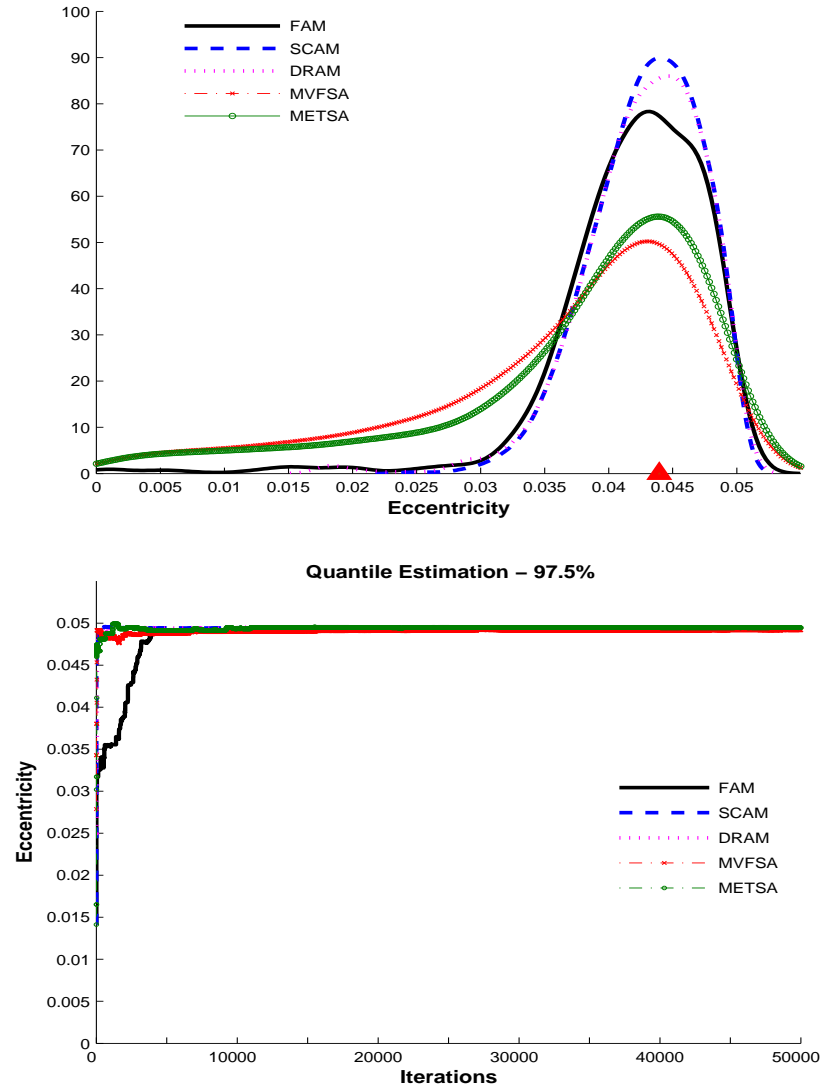 FAM
SCAM
DRAM
MVFSA
METSA
100
90
80
70
60
50
40
30
20
10
0
0 0.005 0.01 0.015 0.02 0.025 0.03 0.035 0.04 0.045 0.05
Eccentricity
Quantile Estimation – 97.5%
0.05
0.045
0.04
0.035
0.03
0.025
0.02
0.015
0.01
0.005
0
Eccentricity
FAM
SCAM
DRAM
MVFSA
METSA
0 10000 20000 30000 40000 50000
Iterations